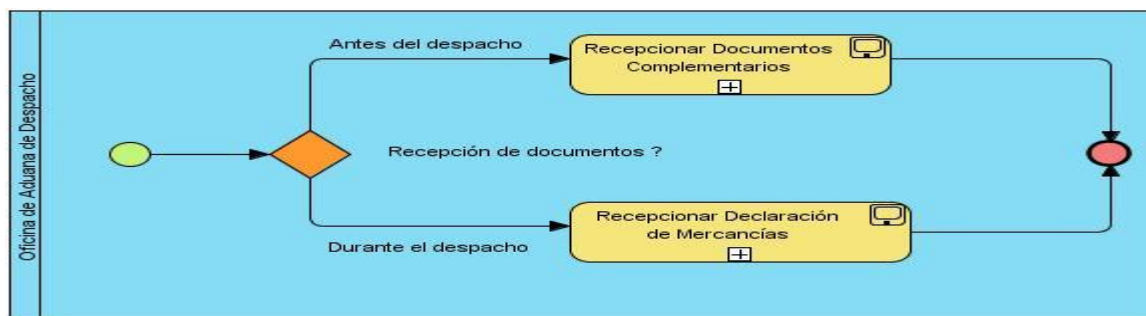 Oficina de Aduana de Despacho
Antes del despacho
Recepcionar Documentos
Complementarios
Recepción de documentos ?
Recepcionar Declaración
de Mercancías
Durante el despacho